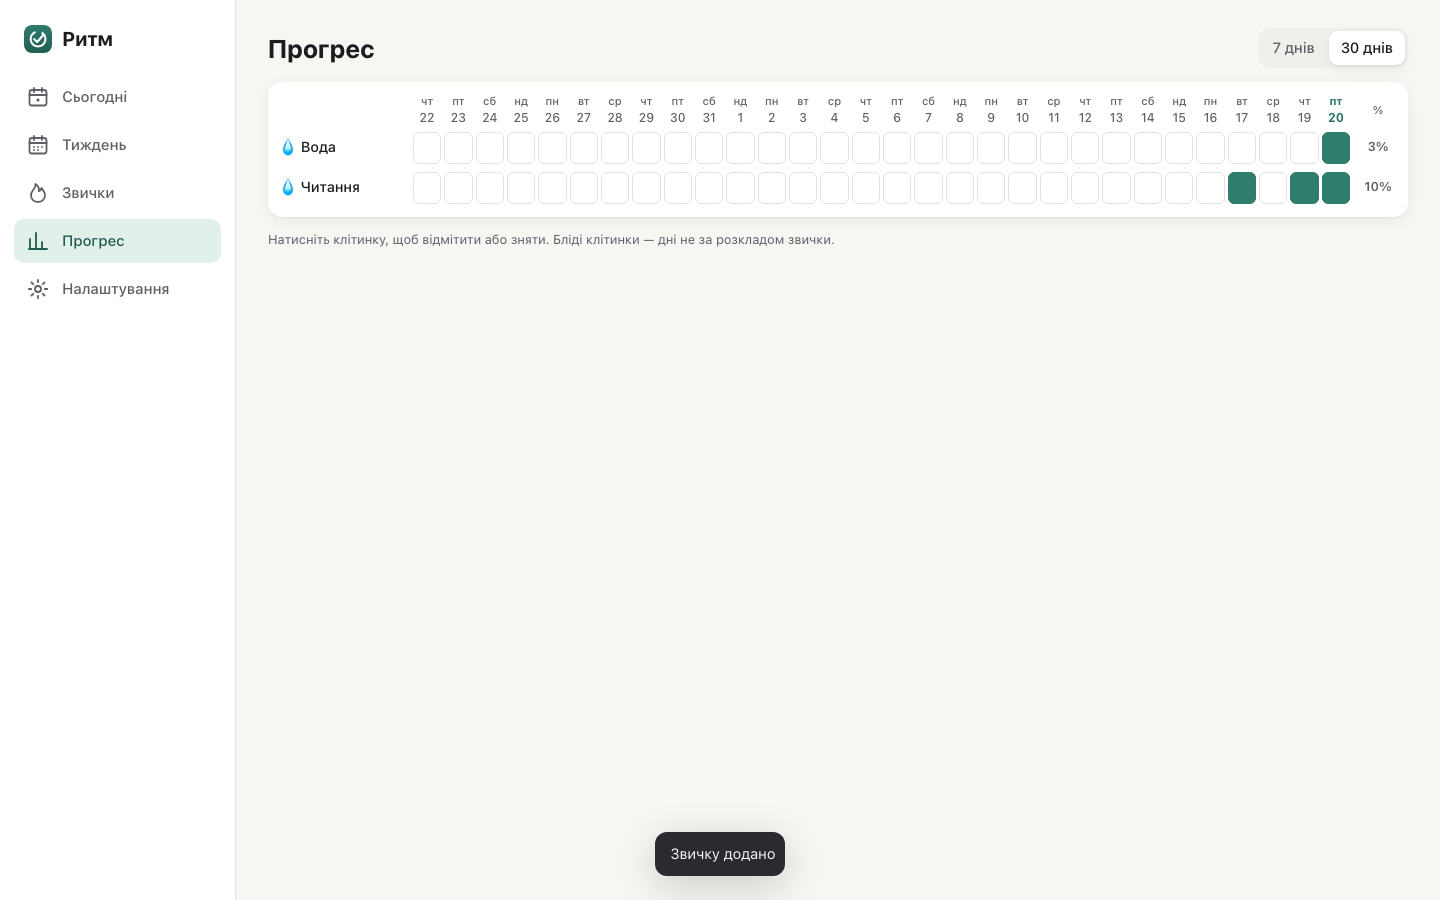 Ритм
Сьогодні
Тиждень
Звички
Прогрес
Налаштування
Прогрес
7 днів 30 днів
чт пт сб нд пн вт ср чт пт сб нд пн вт ср чт пт сб нд пн вт ср чт пт сб нд пн вт ср чт пт %
22 23 24 25 26 27 28 29 30 31 1 2 3 4 5 6 7 8 9 10 11 12 13 14 15 16 17 18 19 20
Вода 3%
Читання 10%
Натисніть клітинку, щоб відмітити або зняти. Бліді клітинки — дні не за розкладом звички.
Звичку додано